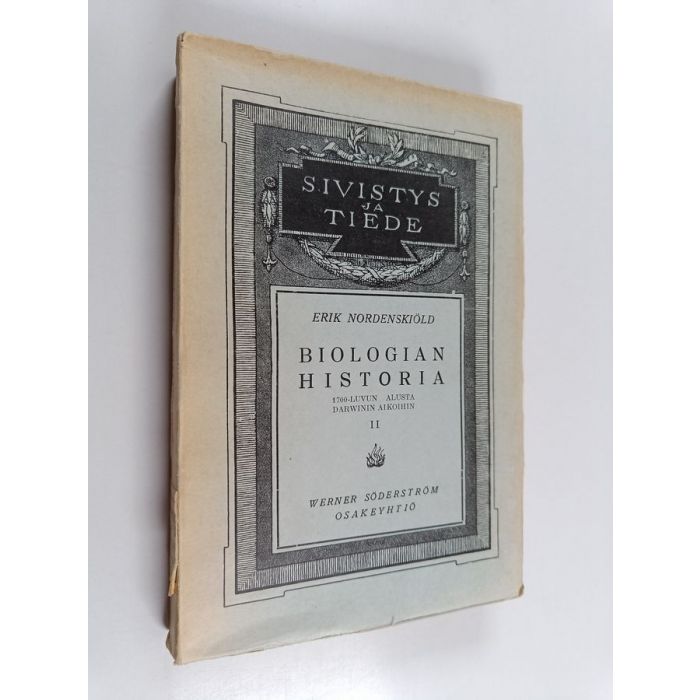 SIVISTYS
JA
TIEDE
ERIK NORDENSKIÖLD
BIOLOGIAN
HISTORIA
1700-LUVUN ALUSTA
DARWININ AIKOIHIN
II
WERNER SÖDERSTRÖM
OSAKEYHTIÖ